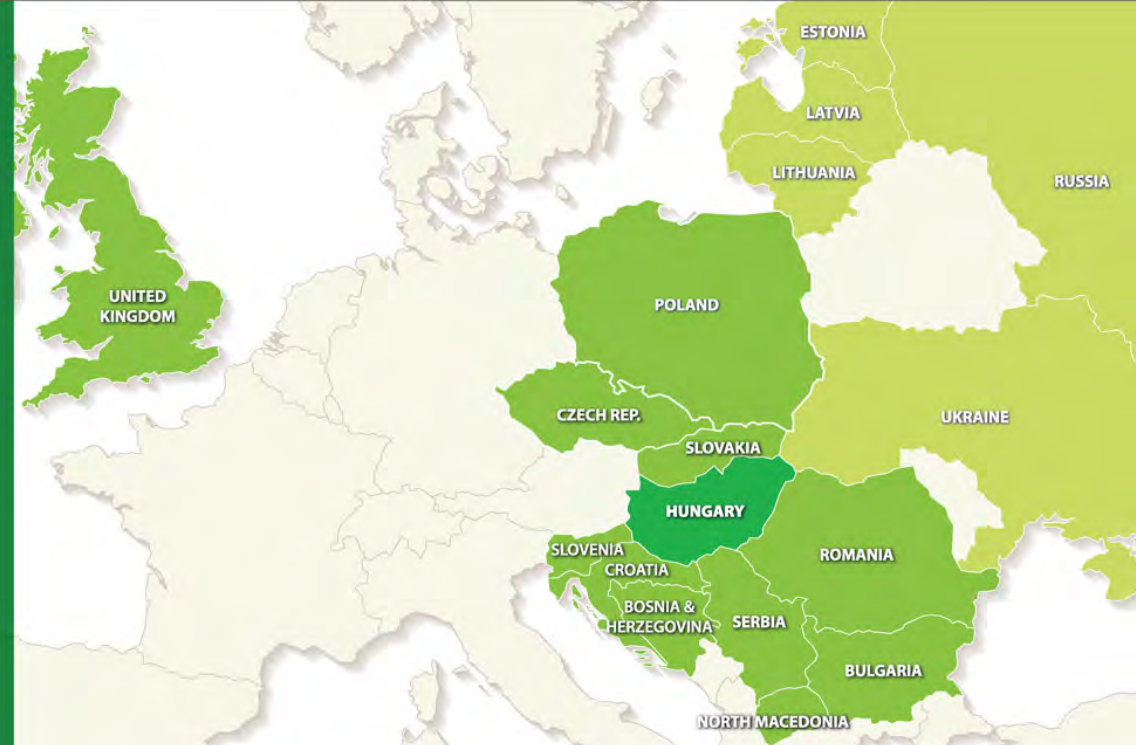 ESTONIA
LATVIA
LITHUANIA
RUSSIA
UNITED
KINGDOM
POLAND
CZECH REP.
UKRAINE
SLOVAKIA
HUNGARY
SLOVENIA
CROATIA
ROMANIA
BOSNIA &
HERZEGOVINA
SERBIA
BULGARIA
NORTH MACEDONIA